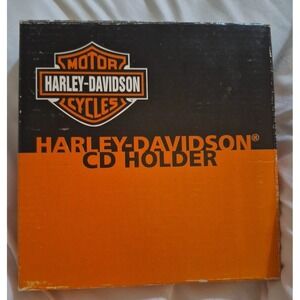 MOTOR
HARLEY-DAVIDSON
CYCLES
HARLEY-DAVIDSON®
CD HOLDER